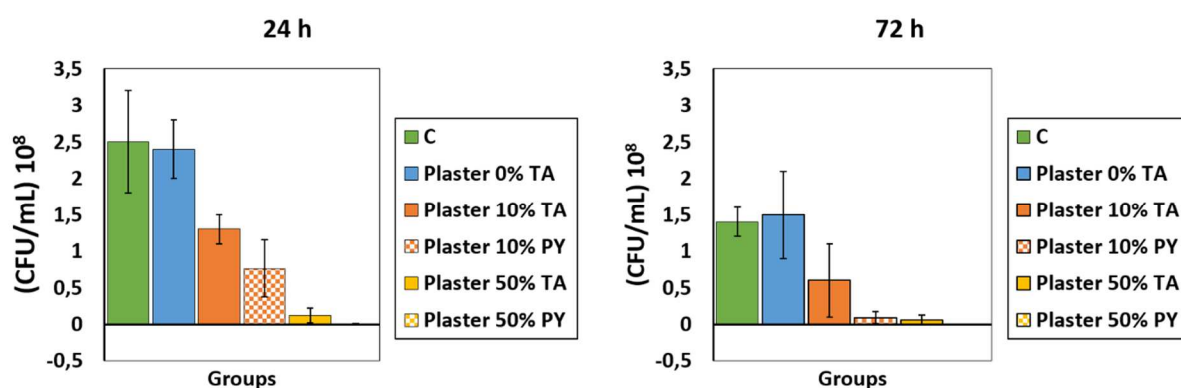 24 h
(CFU/mL) 10⁸
3,5
3
2,5
2
1,5
1
0,5
0
-0,5
Groups
C
Plaster 0% TA
Plaster 10% TA
Plaster 10% PY
Plaster 50% TA
Plaster 50% PY
72 h
(CFU/mL) 10⁸
3,5
3
2,5
2
1,5
1
0,5
0
-0,5
Groups
C
Plaster 0% TA
Plaster 10% TA
Plaster 10% PY
Plaster 50% TA
Plaster 50% PY